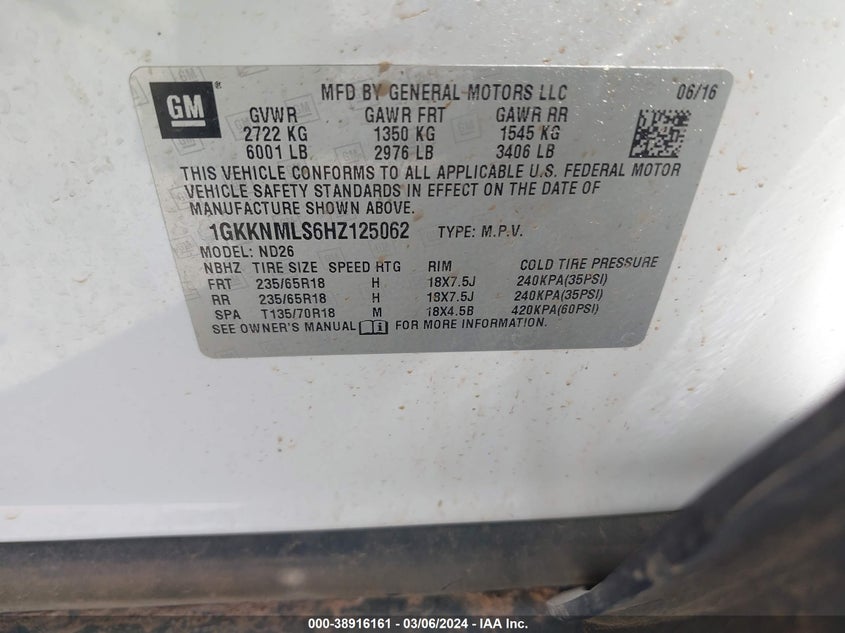 GM
MFD BY GENERAL MOTORS LLC 06/16
GVWR GAWR FRT GAWR RR
2722 KG 1350 KG 1545 KG
6001 LB 2976 LB 3406 LB
THIS VEHICLE CONFORMS TO ALL APPLICABLE U.S. FEDERAL MOTOR
VEHICLE SAFETY STANDARDS IN EFFECT ON THE DATE OF
MANUFACTURE SHOWN ABOVE.
1GKKNMLS6HZ125062 TYPE: M.P.V.
MODEL: ND26
NBHZ TIRE SIZE SPEED RTG RIM COLD TIRE PRESSURE
FRT 235/65R18 H 18X7.5J 240KPA(35PSI)
RR 235/65R18 H 18X7.5J 240KPA(35PSI)
SPA T135/70R18 M 18X4.5B 420KPA(60PSI)
SEE OWNER'S MANUAL FOR MORE INFORMATION.
000-38916161 - 03/06/2024 - IAA Inc.